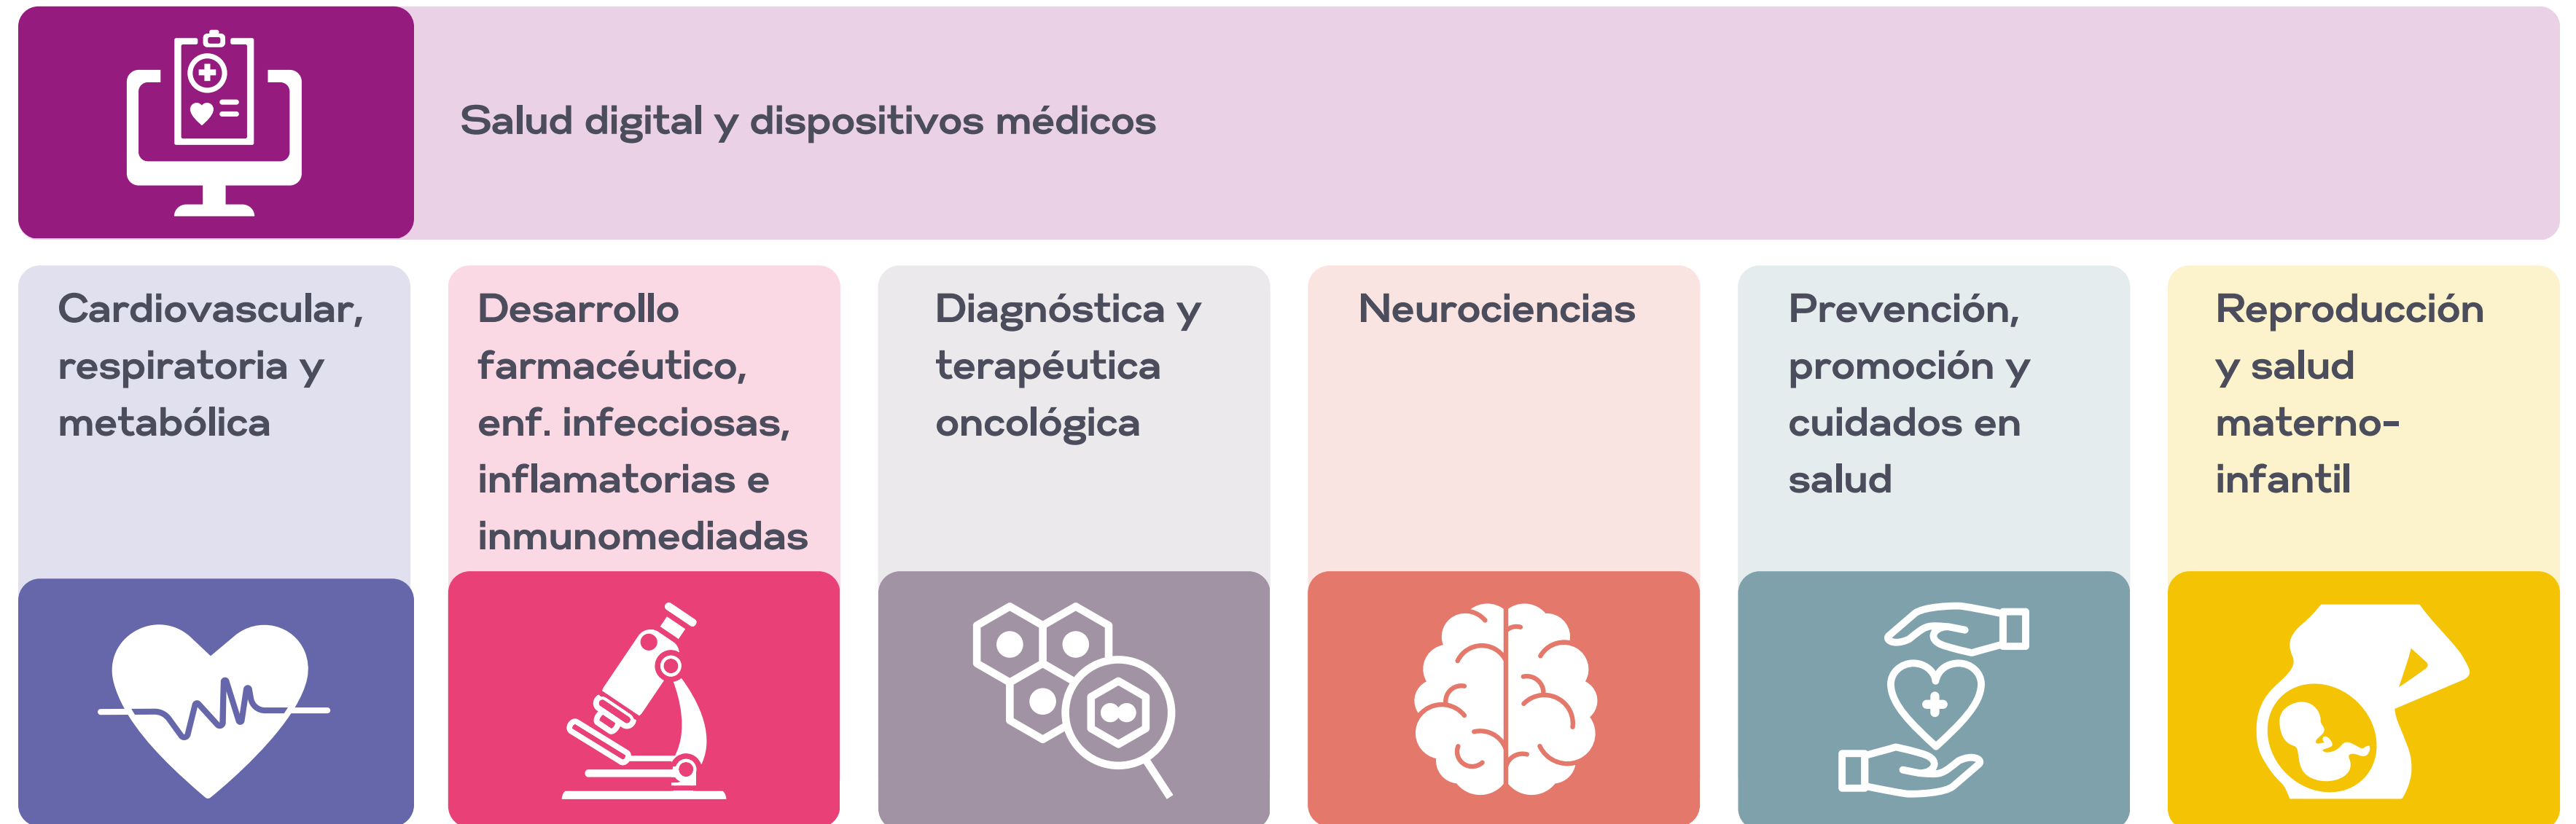 Salud digital y dispositivos médicos
Cardiovascular,
respiratoria y
metabólica
Desarrollo
farmacéutico,
enf. infecciosas,
inflamatorias e
inmunomediadas
Diagnóstica y
terapéutica
oncológica
Neurociencias
Prevención,
promoción y
cuidados en
salud
Reproducción
y salud
materno-
infantil